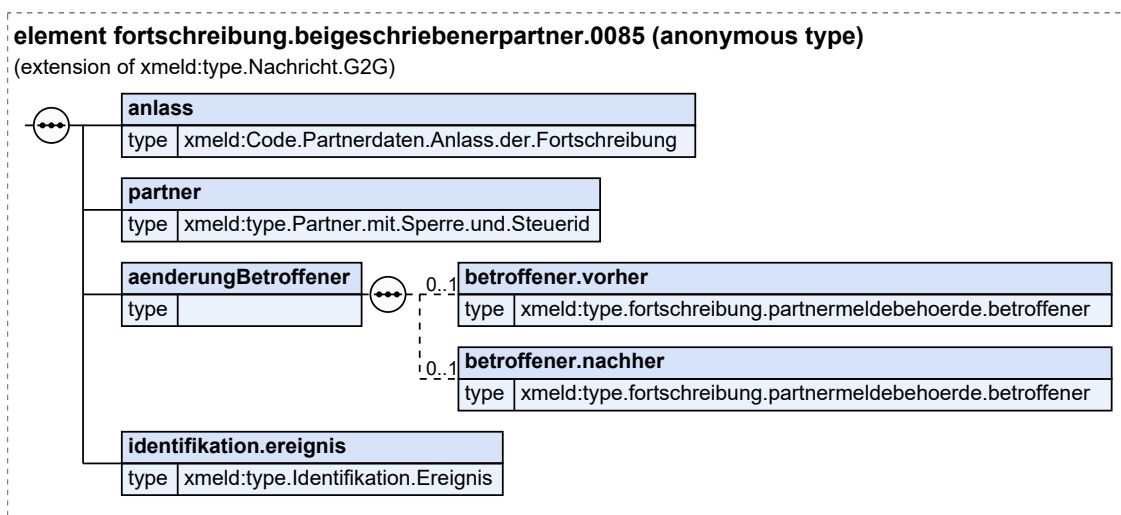 element fortschreibung.beigeschriebenerpartner.0085 (anonymous type)
(extension of xmeld:type.Nachricht.G2G)
anlass
type xmeld:Code.Partnerdaten.Anlass.der.Fortschreibung
partner
type xmeld:type.Partner.mit.Sperre.und.Steuerid
aenderungBetroffener
type
0..1 betroffener.vorher
type xmeld:type.fortschreibung.partnermeldebehoerde.betroffener
0..1 betroffener.nachher
type xmeld:type.fortschreibung.partnermeldebehoerde.betroffener
identifikation.ereignis
type xmeld:type.Identifikation.Ereignis